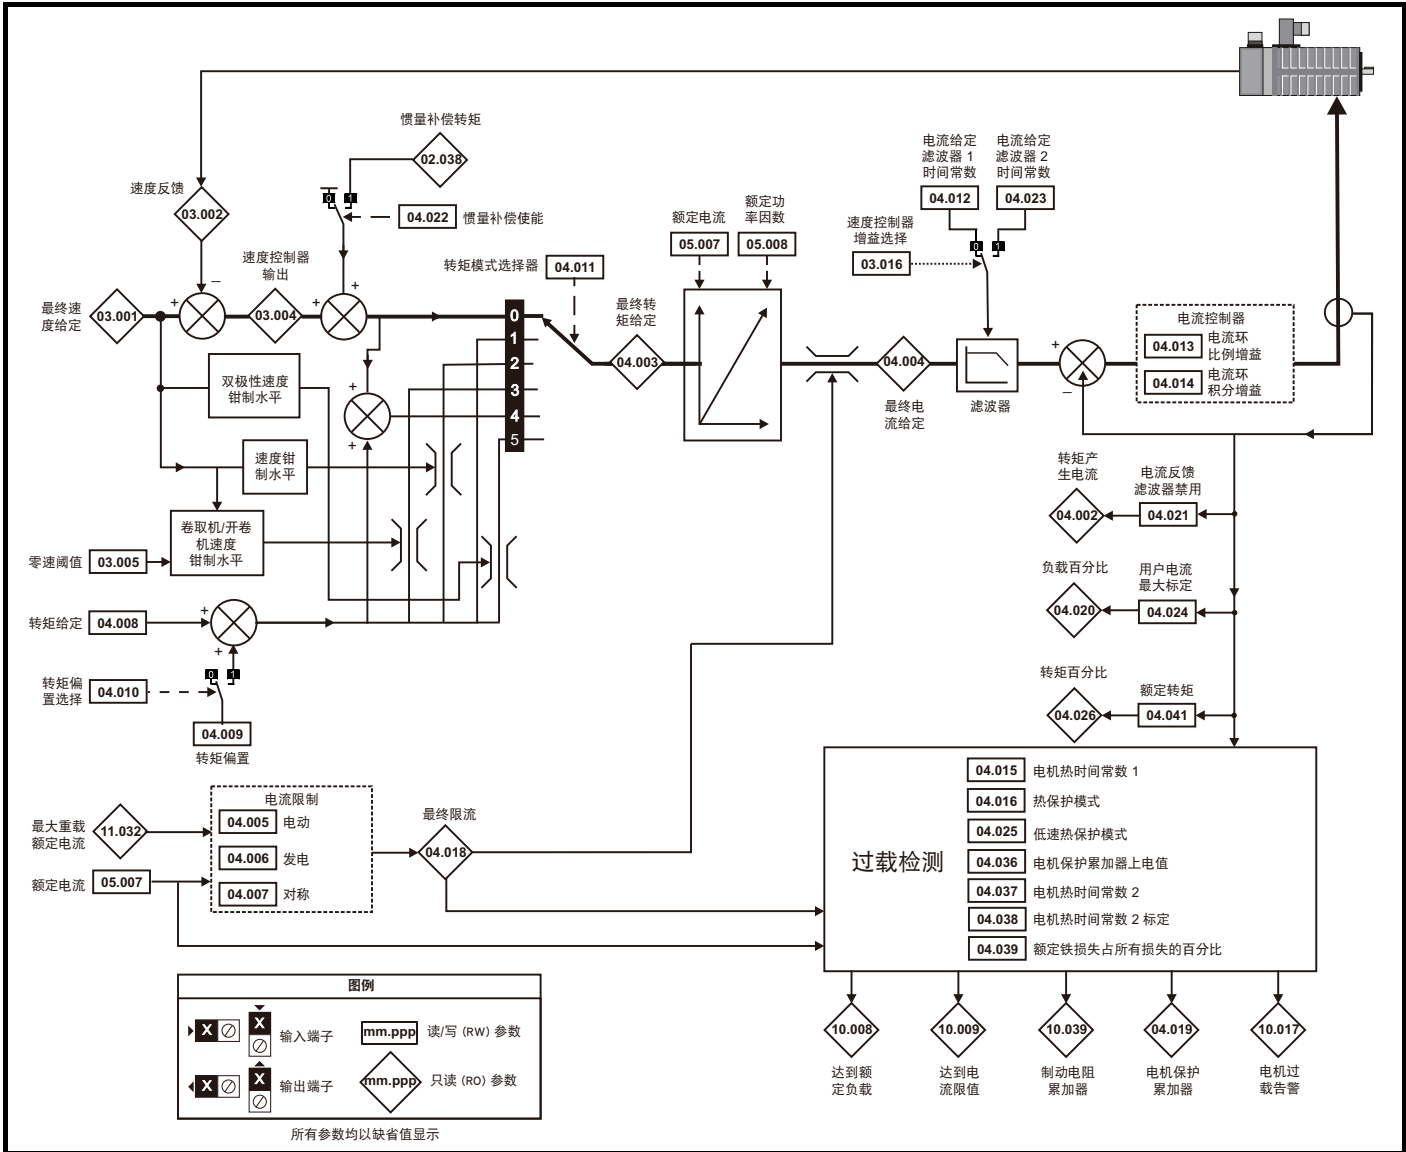 惯量补偿转矩
02.038
0 1
04.022
惯量补偿使能
速度反馈
03.002
速度控制器
输出
03.004
最终速
度给定
03.001
+
–
+
+
转矩模式选择器
04.011
0
1
2
3
4
5
最终转
矩给定
04.003
额定电流
05.007
额定功
率因数
05.008
电流给定
滤波器 1
时间常数
04.012
电流给定
滤波器 2
时间常数
04.023
速度控制器
增益选择
03.016
0 1
04.004
最终电
流给定
滤波器
+
–
电流控制器
04.013
电流环
比例增益
04.014
电流环
积分增益
双极性速度
钳制水平
+
+
速度钳
制水平
卷取机/开卷
机速度
钳制水平
零速阈值
03.005
转矩给定
04.008
+
+
转矩偏
置选择
04.010
0 1
04.009
转矩偏置
转矩产
生电流
04.002
电流反馈
滤波器禁用
04.021
负载百分比
04.020
用户电流
最大标定
04.024
转矩百分比
04.026
额定转矩
04.041
最大重载
额定电流
11.032
额定电流
05.007
电流限制
04.005 电动
04.006 发电
04.007 对称
最终限流
04.018
过载检测
04.015 电机热时间常数 1
04.016 热保护模式
04.025 低速热保护模式
04.036 电机保护累加器上电值
04.037 电机热时间常数 2
04.038 电机热时间常数 2 标定
04.039 额定铁损失占所有损失的百分比
10.008
达到额
定负载
10.009
达到电
流限值
10.039
制动电阻
累加器
04.019
电机保护
累加器
10.017
电机过
载告警
图例
X X 输入端子
mm.ppp 读/写 (RW) 参数
X X 输出端子
mm.ppp 只读 (RO) 参数
所有参数均以缺省值显示